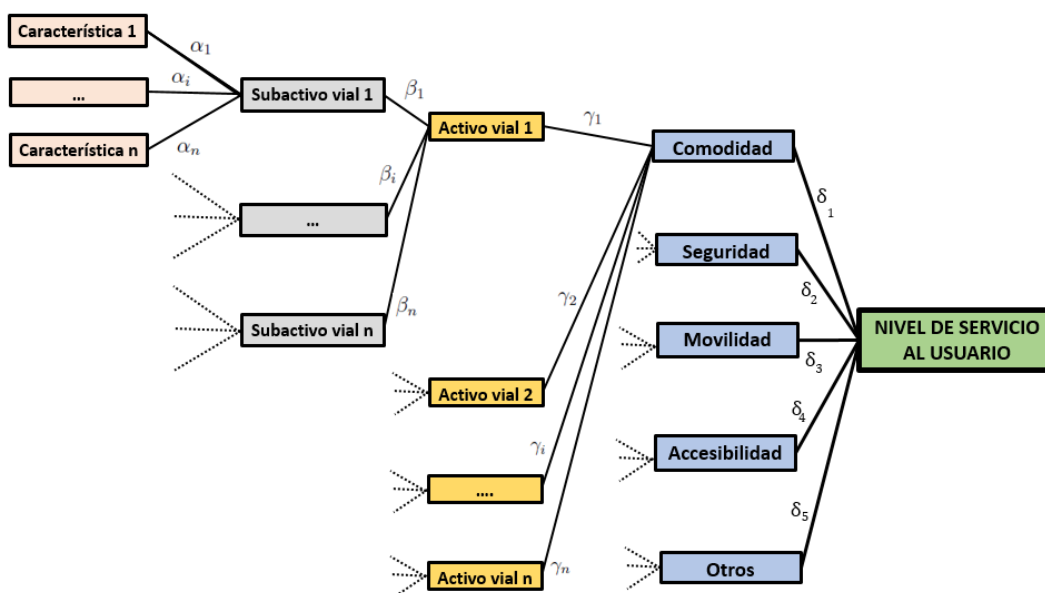 Característica 1
...
Característica n
α1
αi
αn
Subactivo vial 1
...
Subactivo vial n
β1
βi
βn
Activo vial 1
Activo vial 2
....
Activo vial n
γ1
γ2
γi
γn
Comodidad
Seguridad
Movilidad
Accesibilidad
Otros
δ1
δ2
δ3
δ4
δ5
NIVEL DE SERVICIO
AL USUARIO